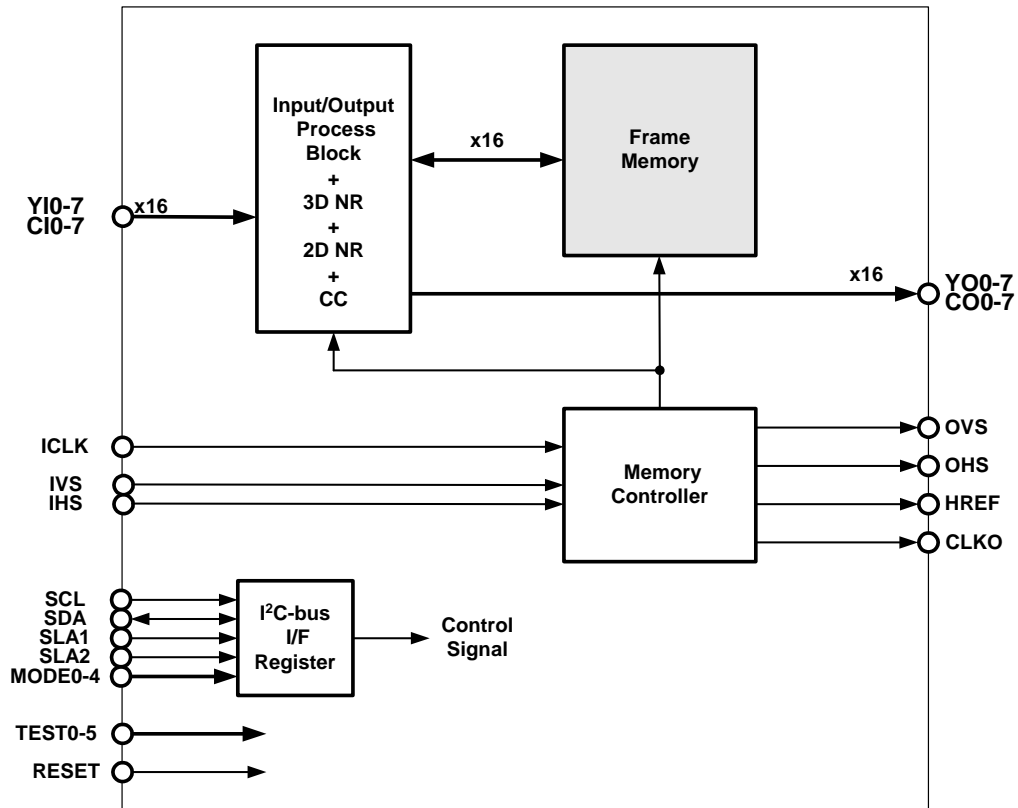 Input/Output
Process
Block
+
3D NR
+
2D NR
+
CC
x16
Frame
Memory
YI0-7
CI0-7
x16
x16
YO0-7
CO0-7
ICLK
IVS
IHS
Memory
Controller
OVS
OHS
HREF
CLKO
SCL
SDA
SLA1
SLA2
MODE0-4
I²C-bus
I/F
Register
Control
Signal
TEST0-5
RESET